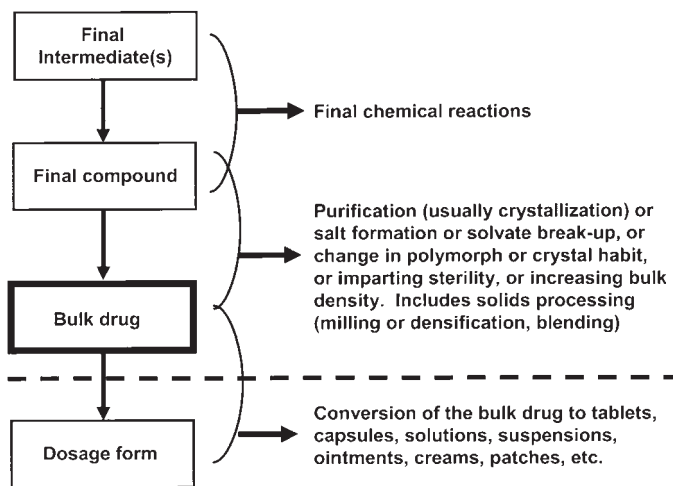 Final
Intermediate(s)
Final chemical reactions
Final compound
Purification (usually crystallization) or
salt formation or solvate break-up, or
change in polymorph or crystal habit,
or imparting sterility, or increasing bulk
density. Includes solids processing
(milling or densification, blending)
Bulk drug
Conversion of the bulk drug to tablets,
capsules, solutions, suspensions,
ointments, creams, patches, etc.
Dosage form